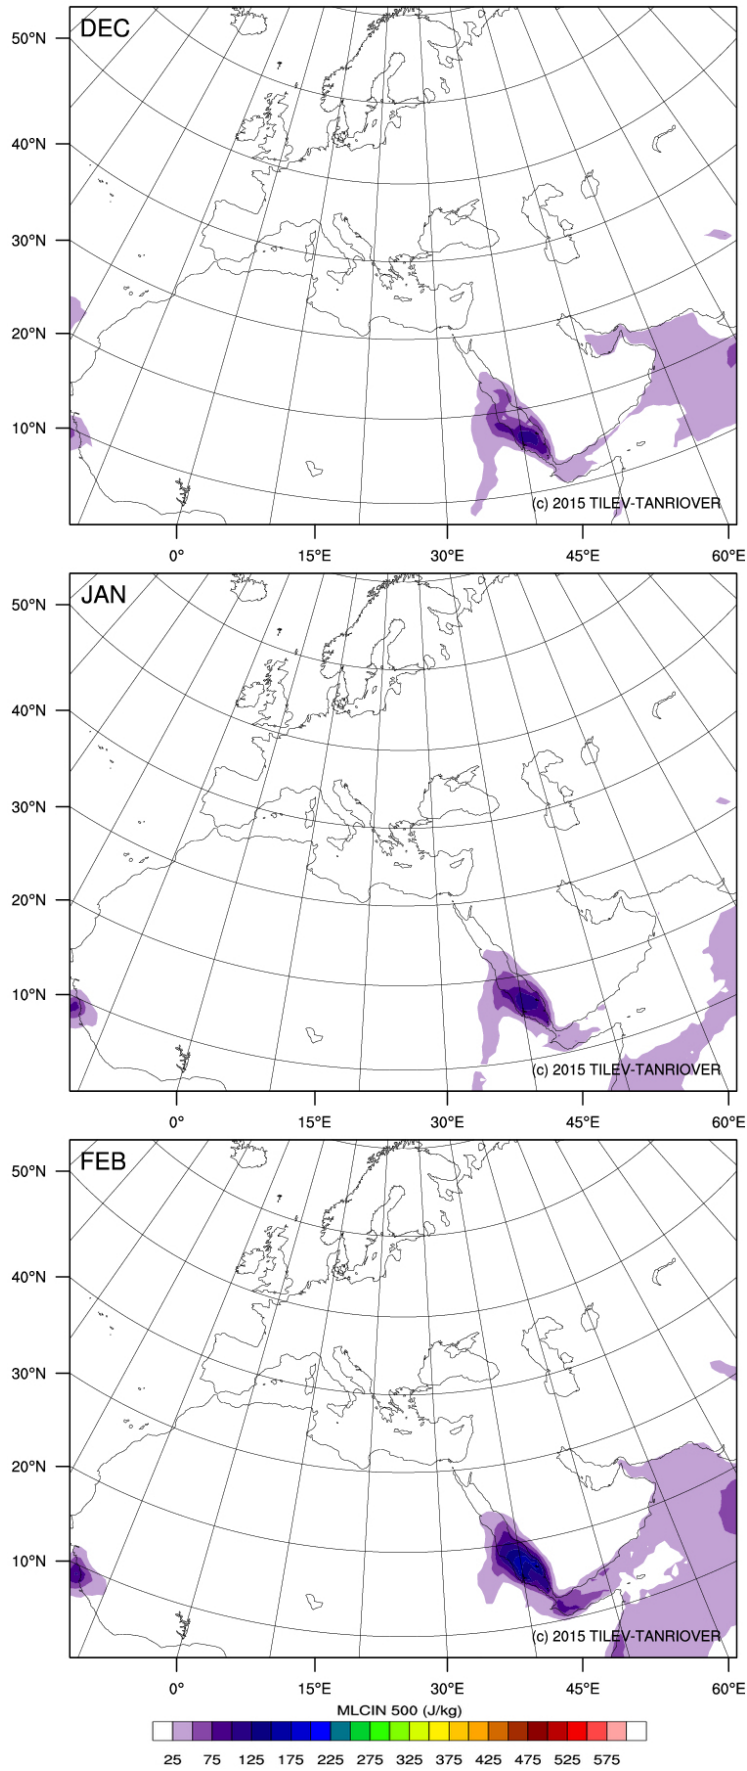 DEC
50°N
40°N
30°N
20°N
10°N
(c) 2015 TILEV-TANRIOVER
0° 15°E 30°E 45°E 60°E
JAN
50°N
40°N
30°N
20°N
10°N
(c) 2015 TILEV-TANRIOVER
0° 15°E 30°E 45°E 60°E
FEB
50°N
40°N
30°N
20°N
10°N
(c) 2015 TILEV-TANRIOVER
0° 15°E 30°E 45°E 60°E
MLCIN 500 (J/kg)
25 75 125 175 225 275 325 375 425 475 525 575